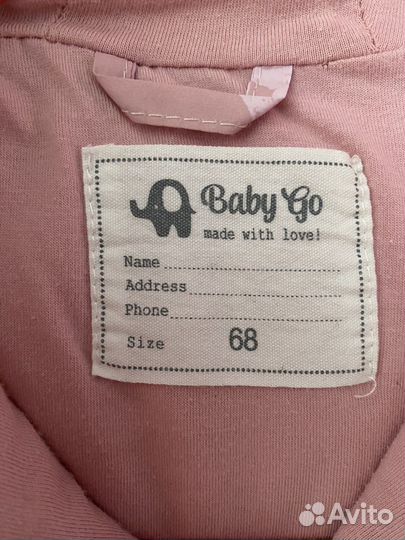 Baby Go
made with love!
Name
Address
Phone
Size 68
Avito